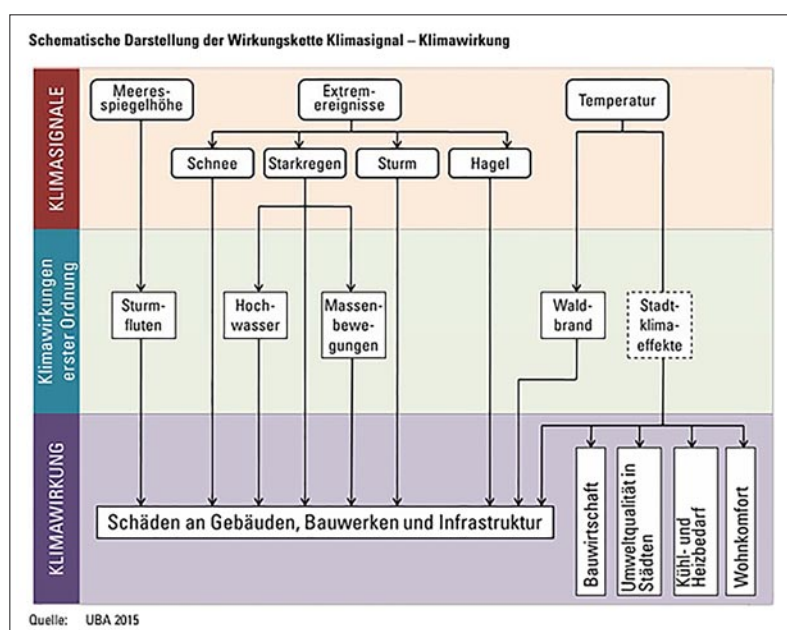 Schematische Darstellung der Wirkungskette Klimasignal – Klimawirkung
KLIMASIGNALE
Meeres-
spiegelhöhe
Extrem-
ereignisse
Temperatur
Schnee
Starkregen
Sturm
Hagel
Klimawirkungen
erster Ordnung
Sturm-
fluten
Hoch-
wasser
Massen-
bewe-
gungen
Wald-
brand
Stadt-
klima-
effekte
KLIMAWIRKUNG
Schäden an Gebäuden, Bauwerken und Infrastruktur
Bauwirtschaft
Umweltqualität in
Städten
Kühl- und
Heizbedarf
Wohnkomfort
Quelle: UBA 2015